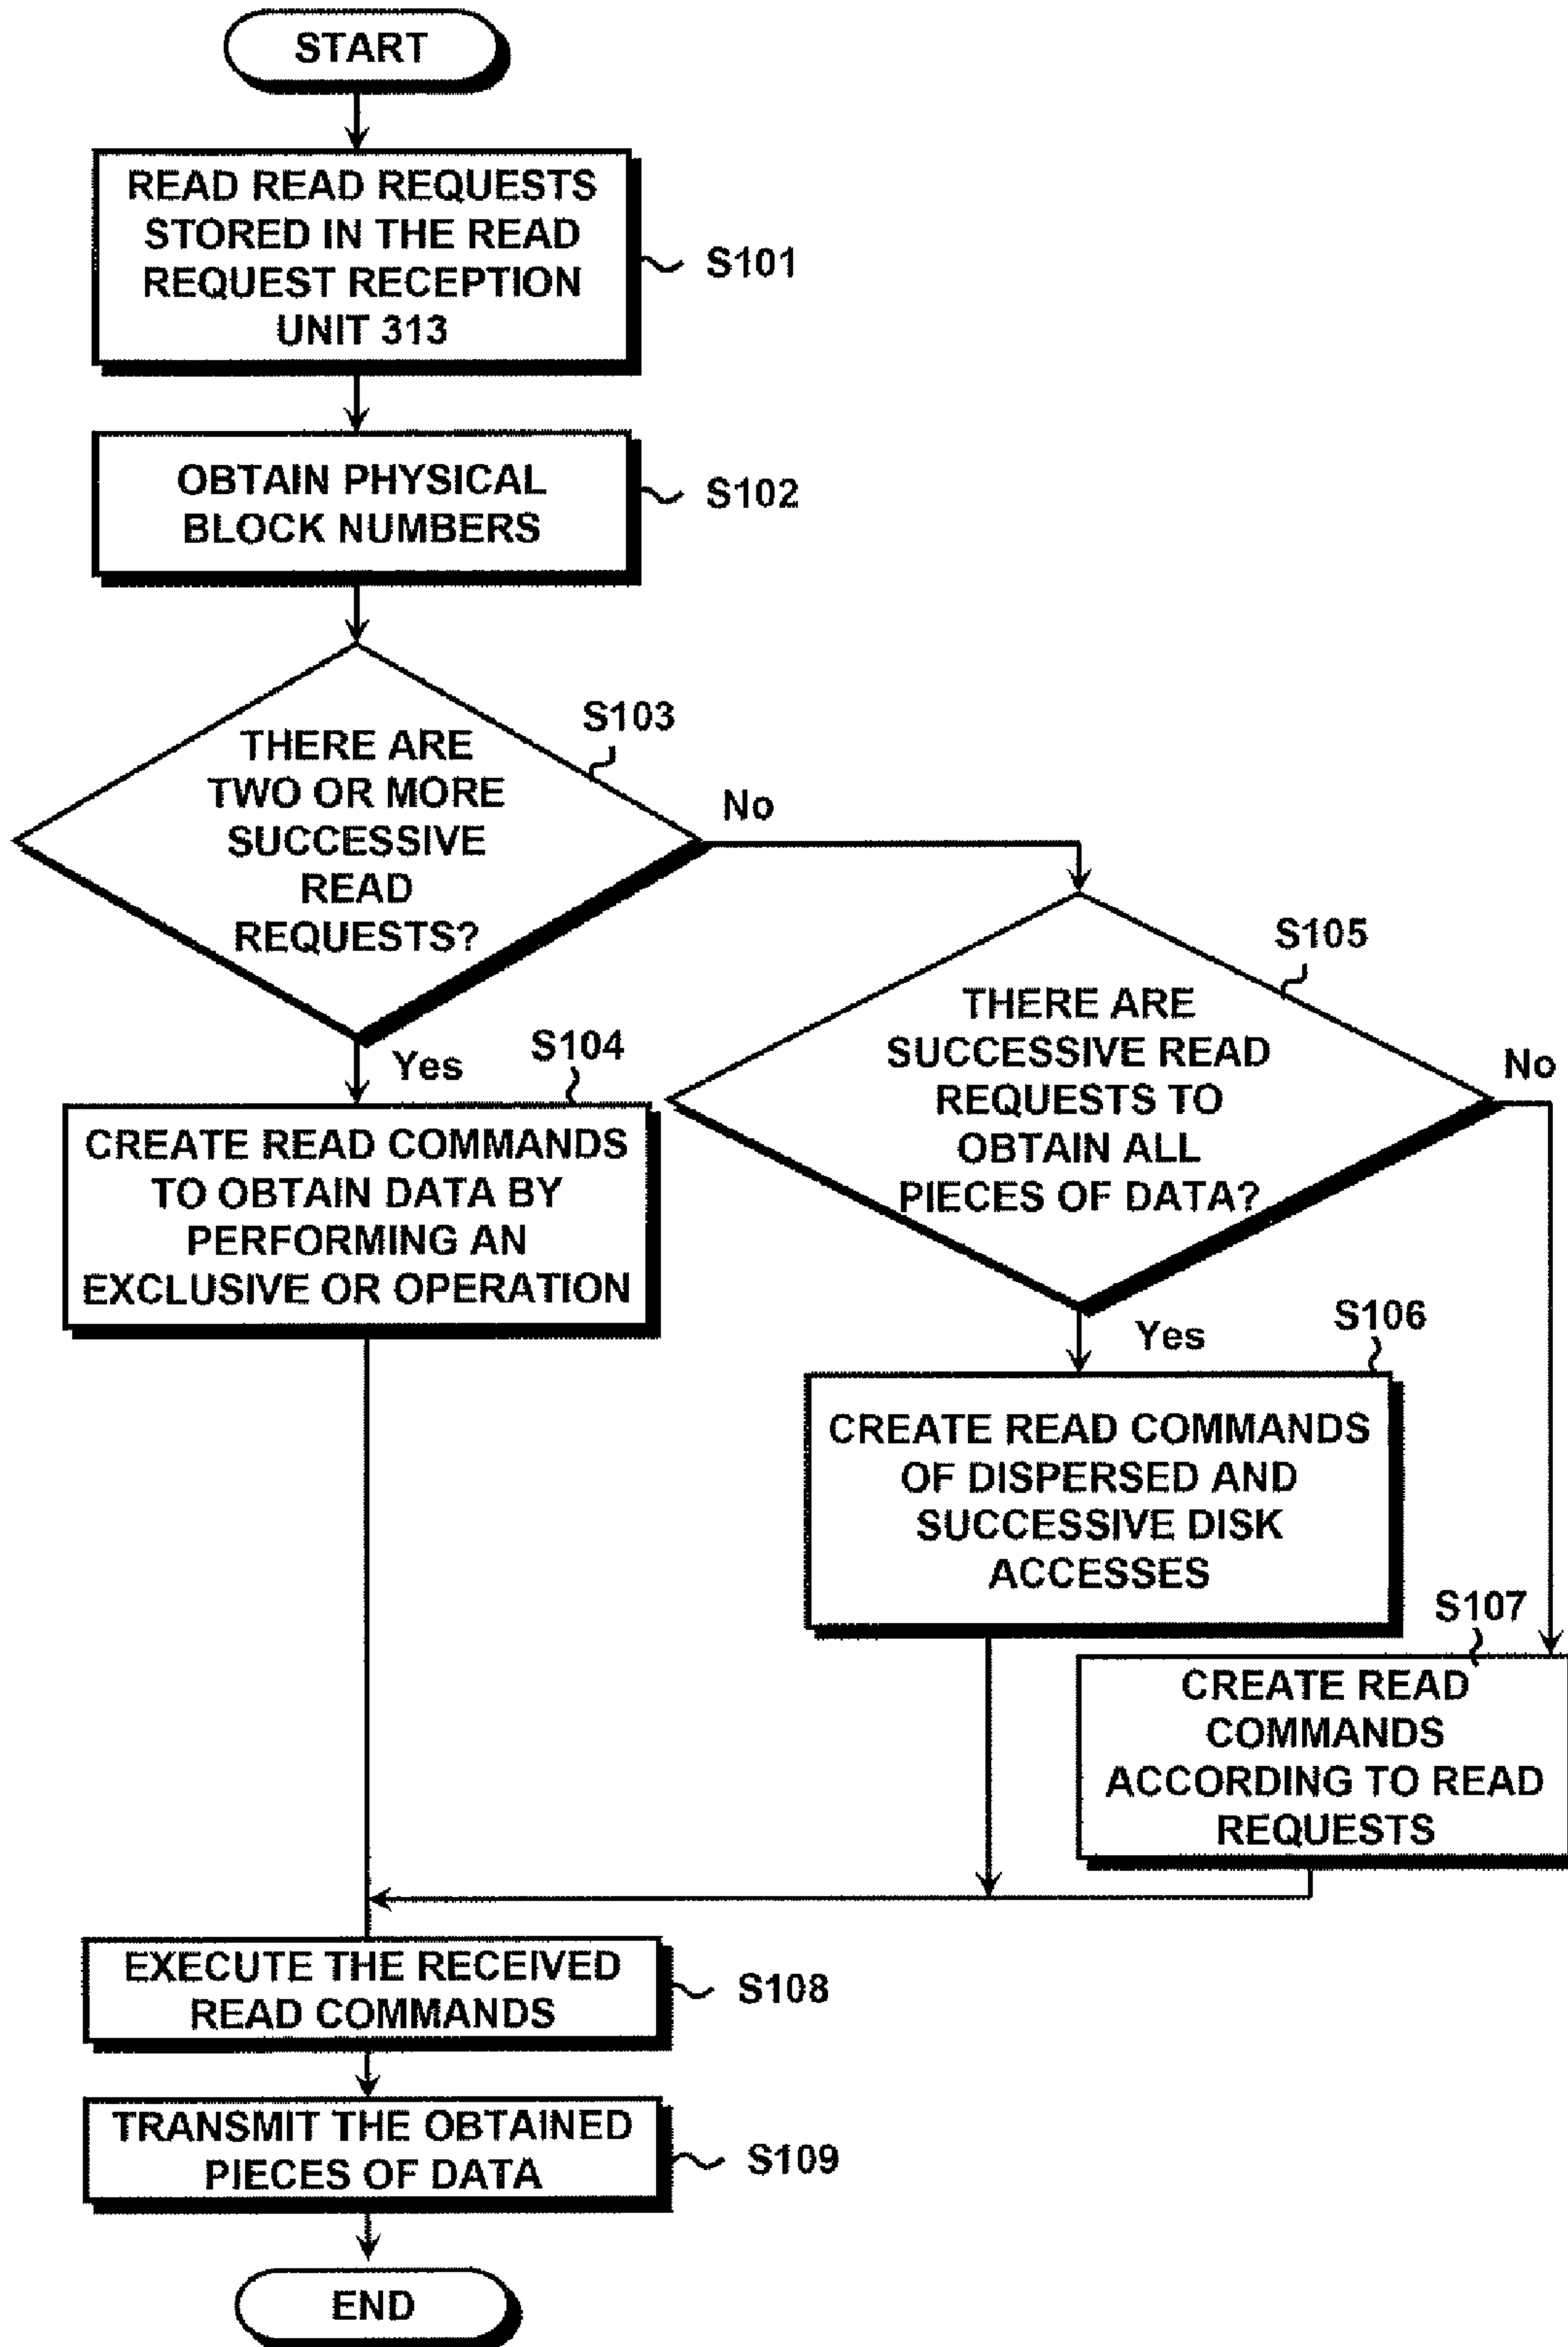 START
READ READ REQUESTS
STORED IN THE READ
REQUEST RECEPTION
UNIT 313
S101
OBTAIN PHYSICAL
BLOCK NUMBERS
S102
S103
THERE ARE
TWO OR MORE
SUCCESSIVE
READ
REQUESTS?
No
Yes
S104
CREATE READ COMMANDS
TO OBTAIN DATA BY
PERFORMING AN
EXCLUSIVE OR OPERATION
S105
THERE ARE
SUCCESSIVE READ
REQUESTS TO
OBTAIN ALL
PIECES OF DATA?
No
Yes
S106
CREATE READ COMMANDS
OF DISPERSED AND
SUCCESSIVE DISK
ACCESSES
S107
CREATE READ
COMMANDS
ACCORDING TO READ
REQUESTS
EXECUTE THE RECEIVED
READ COMMANDS
S108
TRANSMIT THE OBTAINED
PIECES OF DATA
S109
END